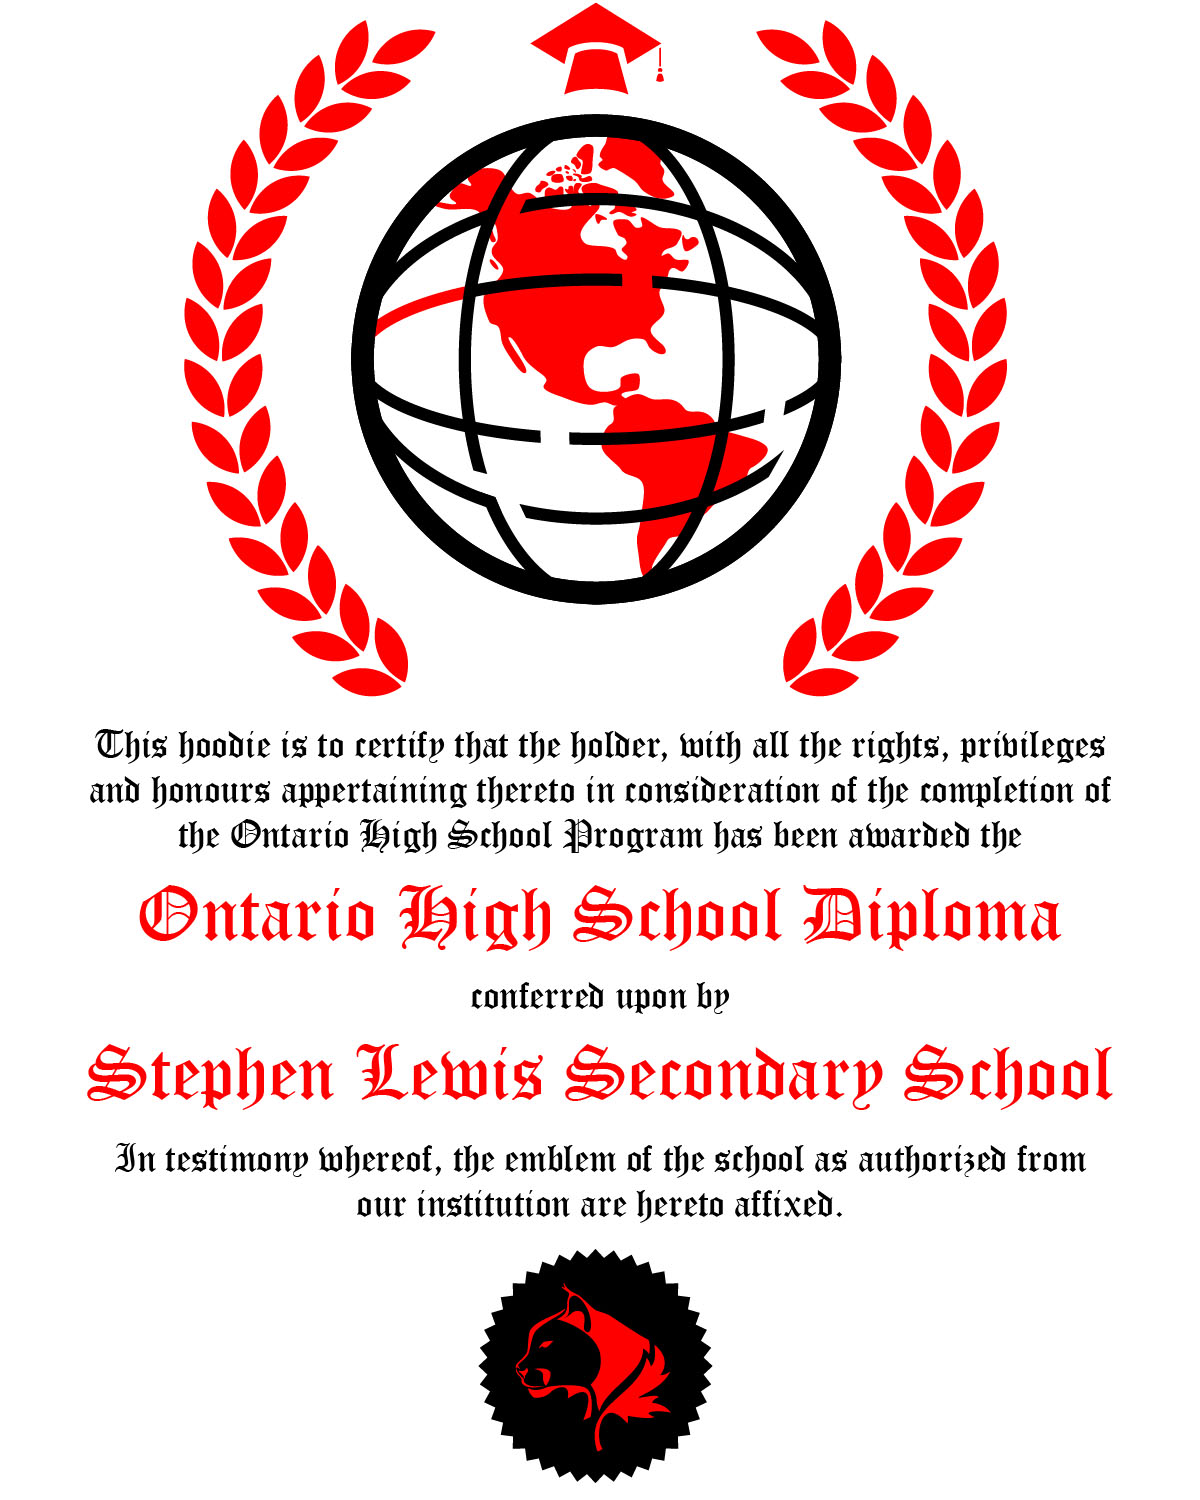 This hoodie is to certify that the holder, with all the rights, privileges
and honours appertaining thereto in consideration of the completion of
the Ontario High School Program has been awarded the
Ontario High School Diploma
conferred upon by
Stephen Lewis Secondary School
In testimony whereof, the emblem of the school as authorized from
our institution are hereto affixed.